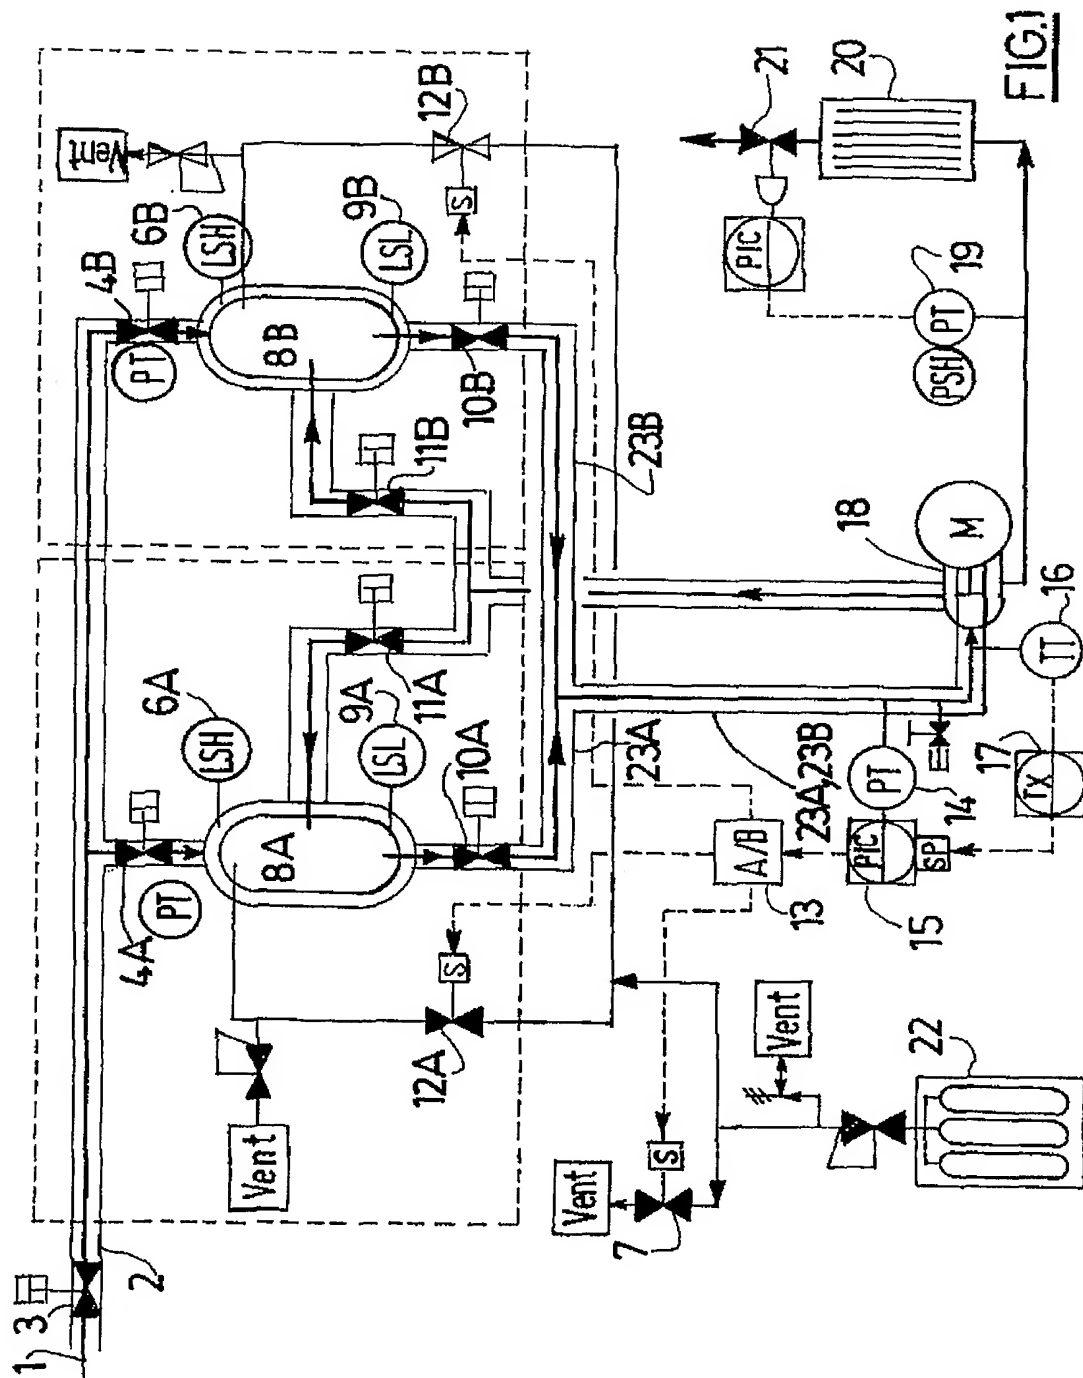 FIG.1
1
3
2
4A
PT
6A
LSH
8A
9A
LSL
10A
11A
12A
S
Vent
4B
PT
6B
LSH
8B
9B
LSL
10B
11B
12B
S
Vent
23A
23B
23A,23B
A/B
13
PT
14
PIC
SP
15
TT
16
TX
17
18
M
PSH
PT
19
PIC
20
21
Vent
S
7
Vent
22